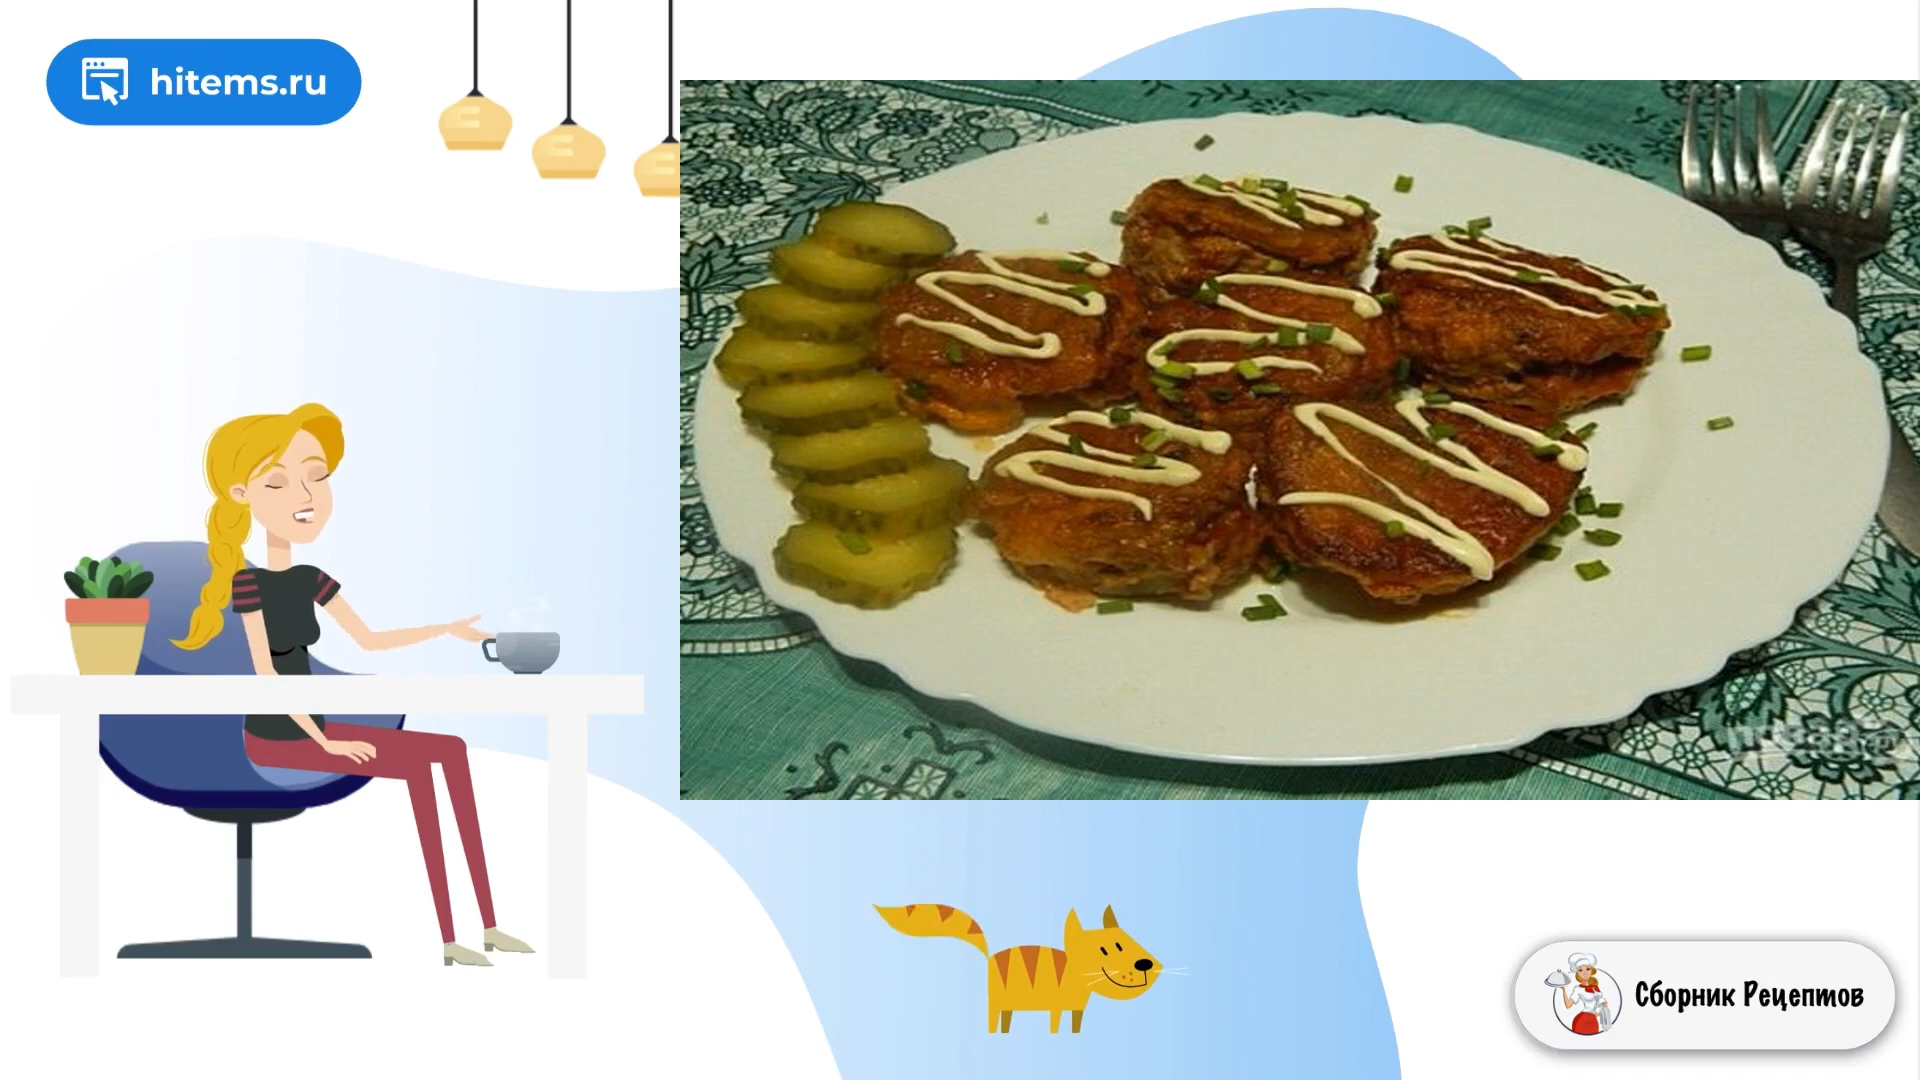 hitems.ru
Сборник Рецептов